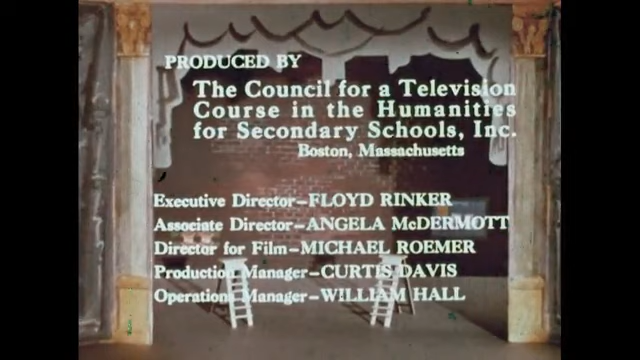 PRODUCED BY
The Council for a Television
Course in the Humanities
for Secondary Schools, Inc.
Boston, Massachusetts
Executive Director–FLOYD RINKER
Associate Director–ANGELA McDERMOTT
Director for Film–MICHAEL ROEMER
Production Manager–CURTIS DAVIS
Operations Manager–WILLIAM HALL